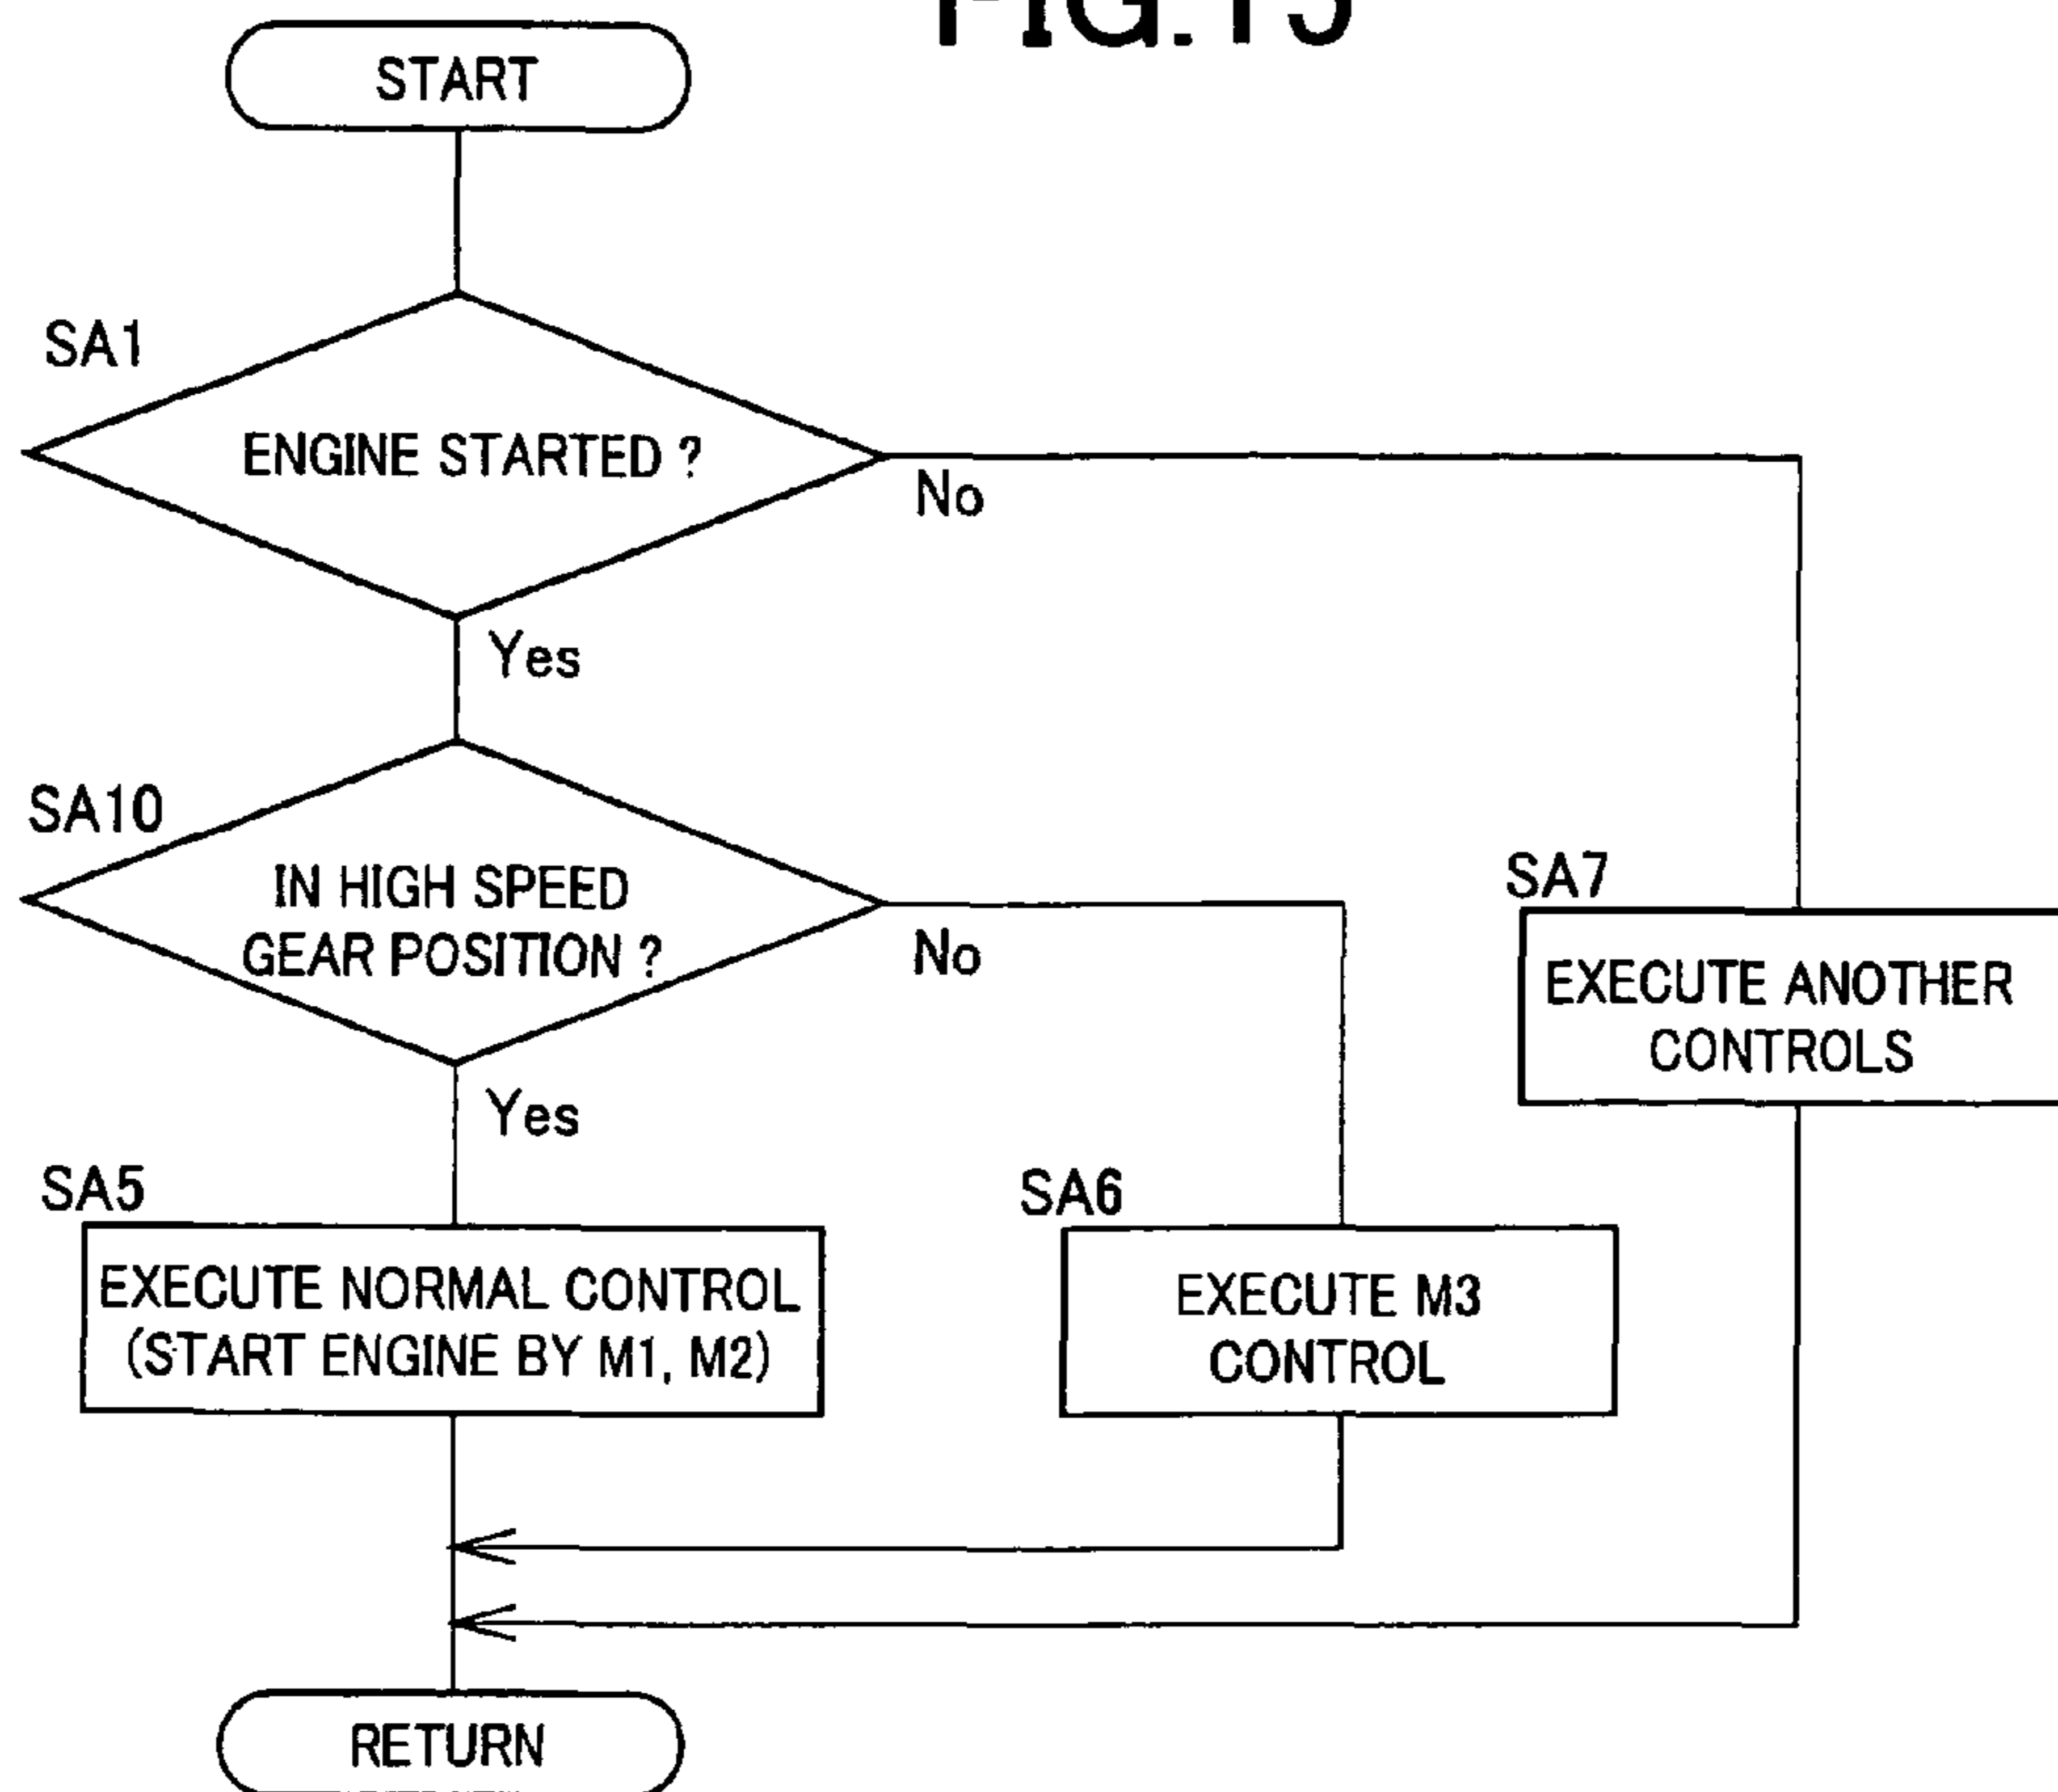 START
SA1
ENGINE STARTED ?
No
Yes
SA10
IN HIGH SPEED
GEAR POSITION ?
No
SA7
EXECUTE ANOTHER
CONTROLS
Yes
SA5
EXECUTE NORMAL CONTROL
(START ENGINE BY M1, M2)
SA6
EXECUTE M3
CONTROL
RETURN